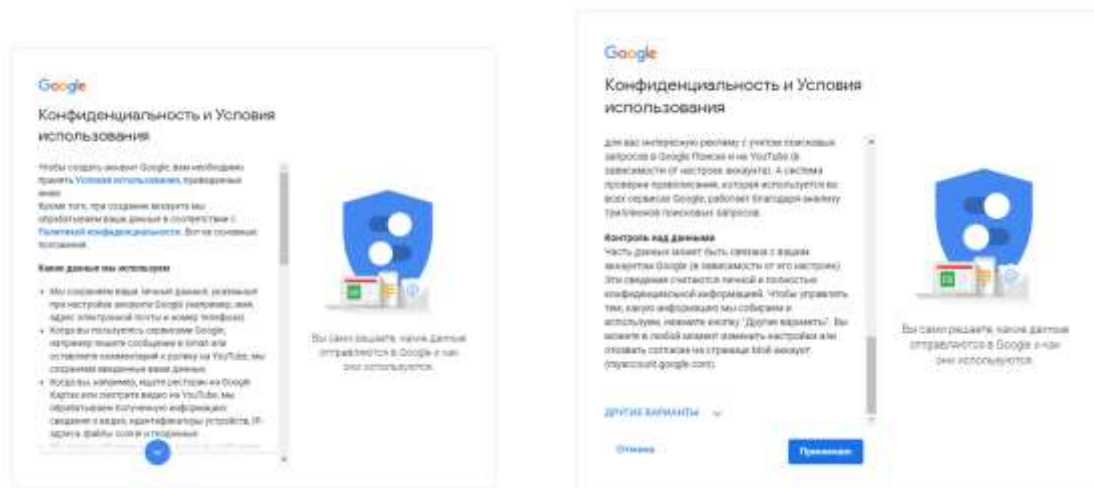 Google
Конфиденциальность и Условия
использования
Чтобы создать аккаунт Google, вам необходимо
принять Условия использования, приведенные
ниже.
Кроме того, при создании аккаунта мы
обрабатываем ваши данные в соответствии с
Политикой конфиденциальности. Вот ее основные
положения.
Какие данные мы используем
• Мы сохраняем ваши личные данные, указанные
при настройке аккаунта Google (например, имя,
адрес электронной почты и номер телефона).
• Когда вы пользуетесь сервисами Google,
например пишете сообщение в Gmail или
оставляете комментарий к ролику на YouTube, мы
сохраняем введенные вами данные.
• Когда вы, например, ищете ресторан на Google
Картах или смотрите видео на YouTube, мы
обрабатываем полученную информацию:
сведения о видео, идентификаторы устройств, IP-
адреса, файлы cookie и
Вы сами решаете, какие данные
отправляются в Google и как
они используются.
Google
Конфиденциальность и Условия
использования
для вас интересную рекламу с учетом поисковых
запросов в Google Поиске и на YouTube (в
зависимости от настроек аккаунта). А система
проверки правописания, которая используется во
всех сервисах Google, работает благодаря анализу
триллионов поисковых запросов.
Контроль над данными
Часть данных может быть связана с вашим
аккаунтом Google (в зависимости от его настроек).
Эти сведения считаются личной и полностью
конфиденциальной информацией. Чтобы управлять
тем, какую информацию мы собираем и
используем, нажмите кнопку "Другие варианты". Вы
можете в любой момент изменить настройки или
отозвать согласие на странице Мой аккаунт
(myaccount.google.com).
ДРУГИЕ ВАРИАНТЫ
Отмена
Принимаю
Вы сами решаете, какие данные
отправляются в Google и как
они используются.